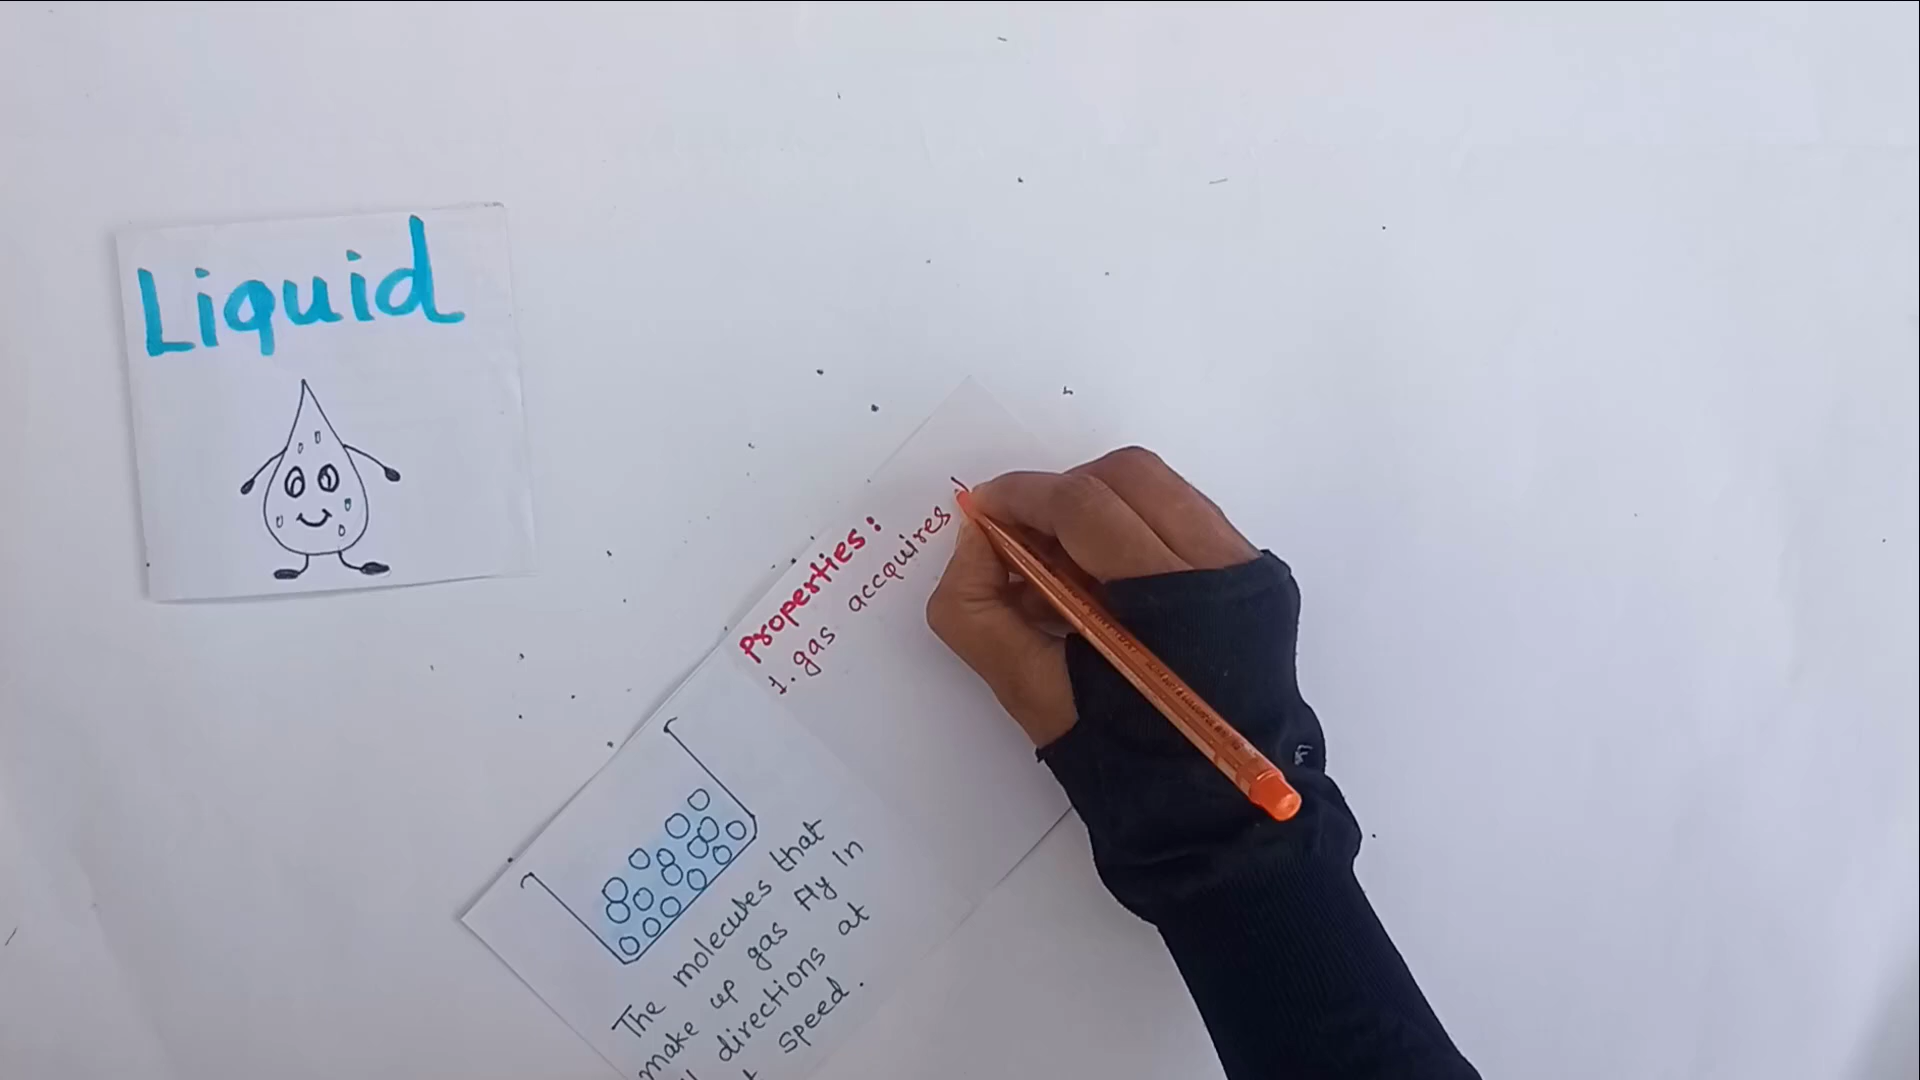 Liquid
Properties:
1. gas accquires
The molecules that
make up gas fly in
directions at
speed.